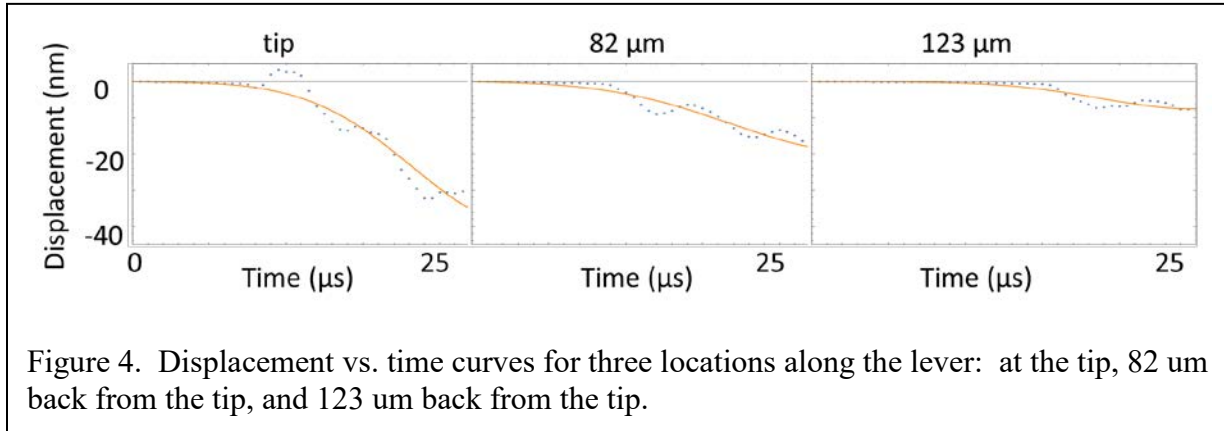 tip 82 µm 123 µm
Displacement (nm)
0
-20
-40
0 25 25 25
Time (µs) Time (µs) Time (µs)
Figure 4. Displacement vs. time curves for three locations along the lever: at the tip, 82 um
back from the tip, and 123 um back from the tip.